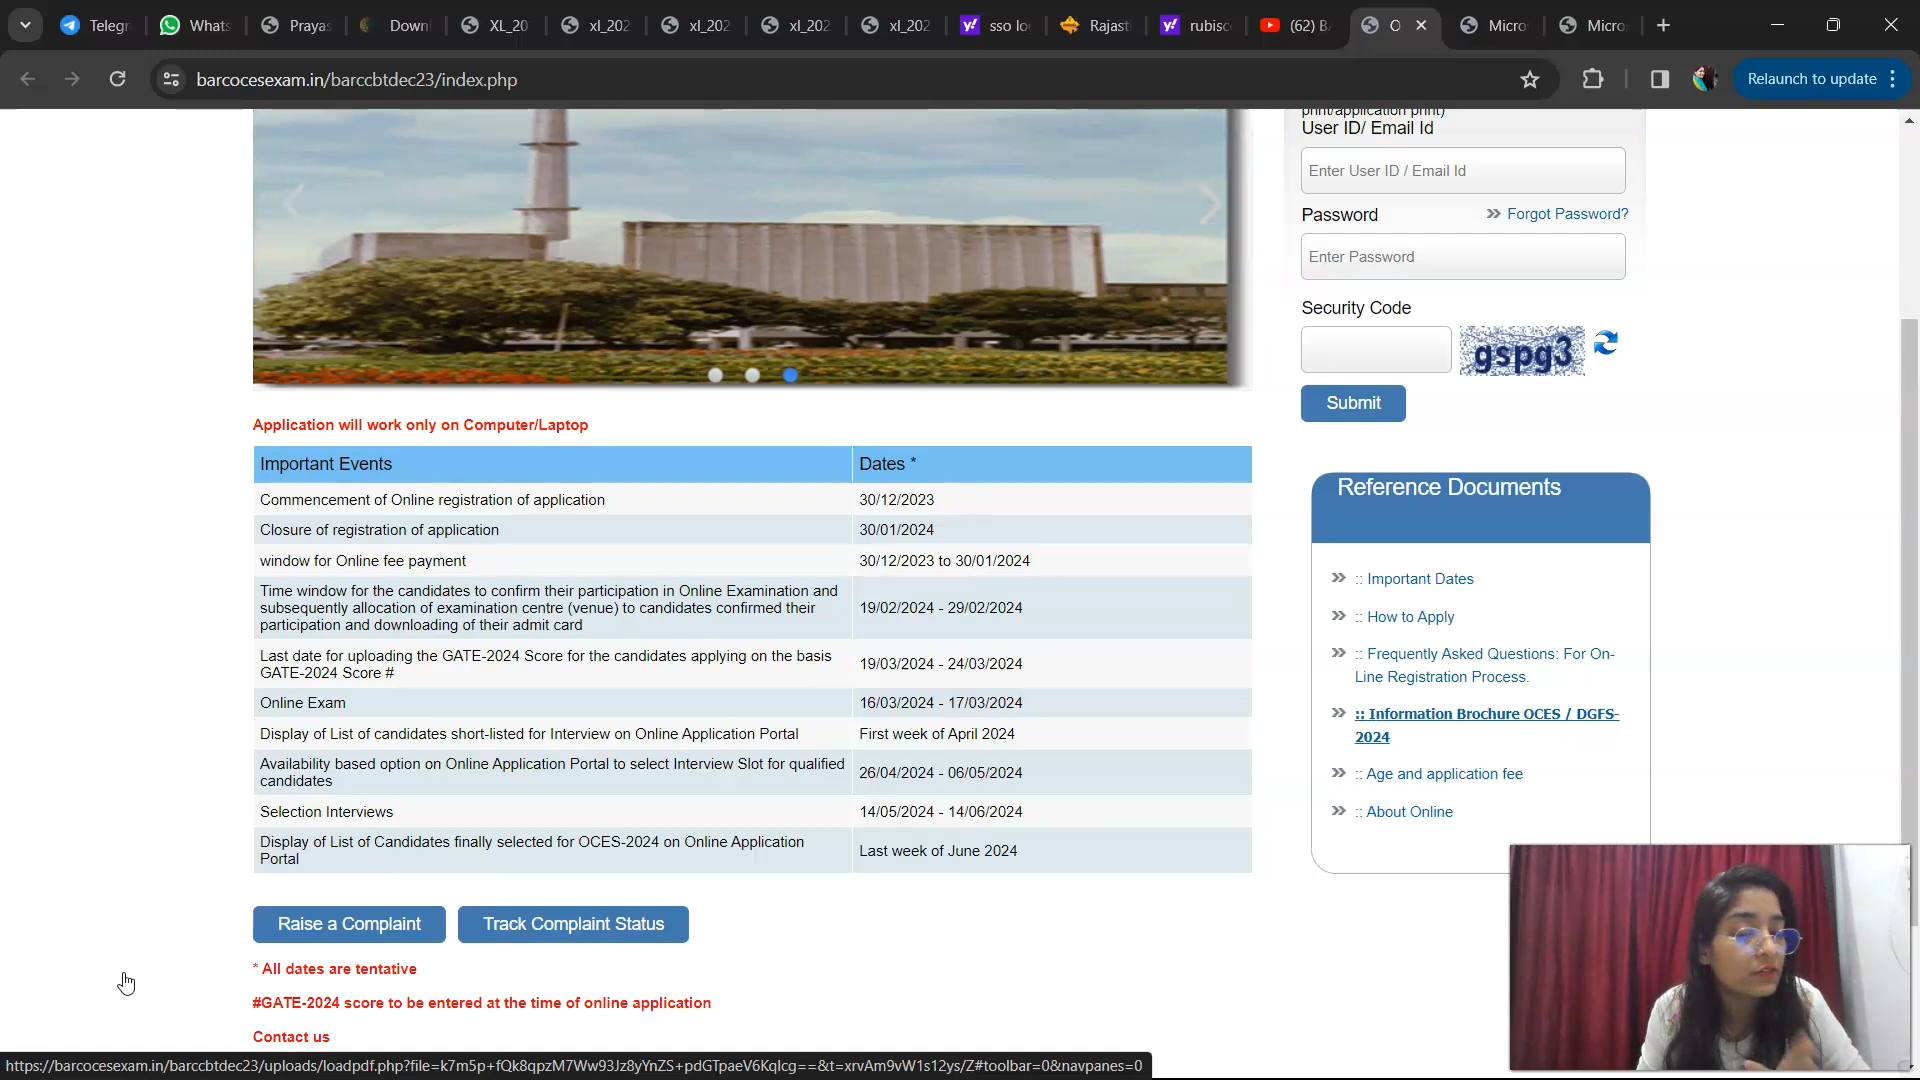 Telegr
Whats
Prayas
Down
XL_20
xl_202
xl_202
xl_202
xl_202
sso lo
Rajast
rubisc
(62) B
O
Micro
Micro
barcocesexam.in/barccbtdec23/index.php
Relaunch to update
print/application print)
User ID/ Email Id
Enter User ID / Email Id
Password
Forgot Password?
Enter Password
Security Code
gspg3
Submit
Application will work only on Computer/Laptop
Important Events Dates *
Commencement of Online registration of application 30/12/2023
Closure of registration of application 30/01/2024
window for Online fee payment 30/12/2023 to 30/01/2024
Time window for the candidates to confirm their participation in Online Examination and
subsequently allocation of examination centre (venue) to candidates confirmed their
participation and downloading of their admit card
19/02/2024 - 29/02/2024
Last date for uploading the GATE-2024 Score for the candidates applying on the basis
GATE-2024 Score #
19/03/2024 - 24/03/2024
Online Exam 16/03/2024 - 17/03/2024
Display of List of candidates short-listed for Interview on Online Application Portal First week of April 2024
Availability based option on Online Application Portal to select Interview Slot for qualified
candidates
26/04/2024 - 06/05/2024
Selection Interviews 14/05/2024 - 14/06/2024
Display of List of Candidates finally selected for OCES-2024 on Online Application
Portal
Last week of June 2024
Reference Documents
:: Important Dates
:: How to Apply
:: Frequently Asked Questions: For On-
Line Registration Process.
:: Information Brochure OCES / DGFS-
2024
:: Age and application fee
:: About Online
Raise a Complaint
Track Complaint Status
* All dates are tentative
#GATE-2024 score to be entered at the time of online application
Contact us
https://barcocesexam.in/barccbtdec23/uploads/loadpdf.php?file=k7m5p+fQk8qpzM7Ww93Jz8yYnZS+pdGTpaeV6KqIcg==&t=xrvAm9vW1s12ys/Z#toolbar=0&navpanes=0